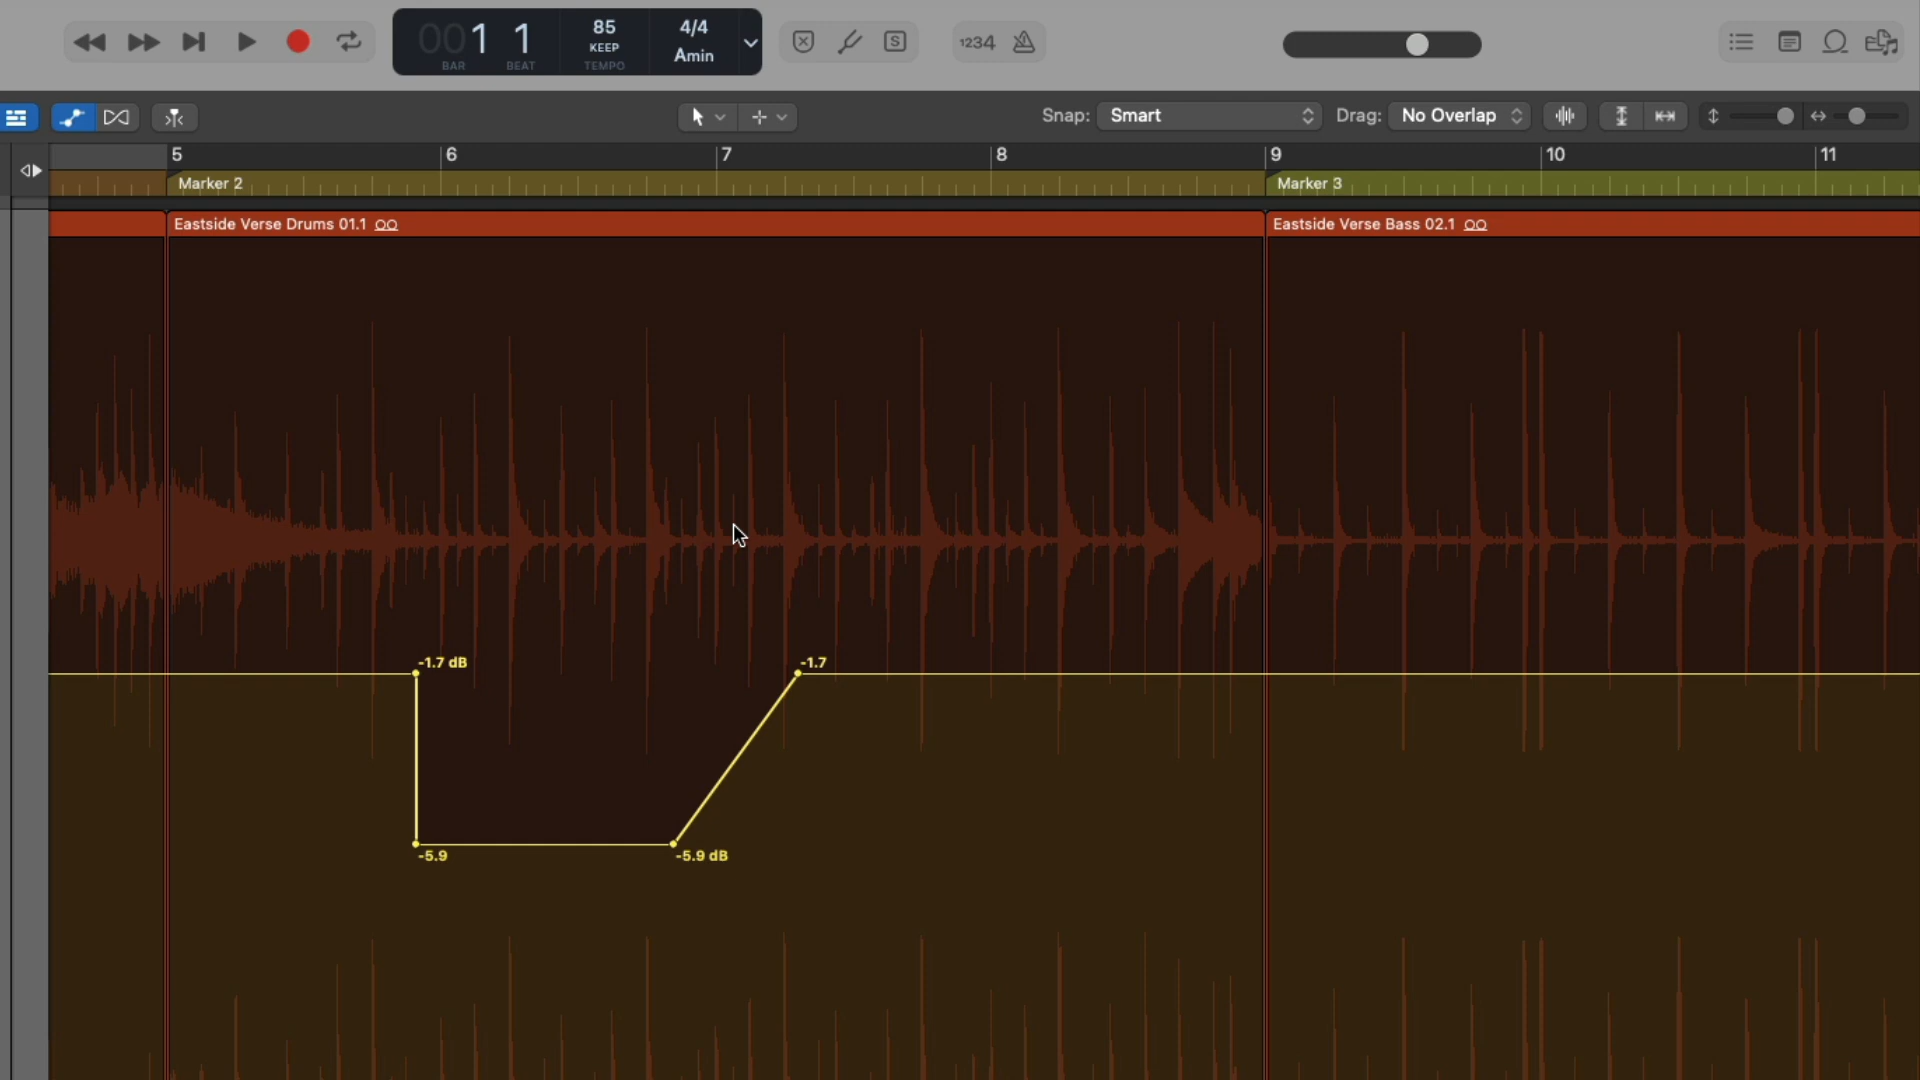 001 1
BAR BEAT
85
KEEP
TEMPO
4/4
Amin
S
1234
Snap: Smart
Drag: No Overlap
5 6 7 8 9 10 11
Marker 2
Marker 3
Eastside Verse Drums 01.1
Eastside Verse Bass 02.1
-1.7 dB
-1.7
-5.9
-5.9 dB